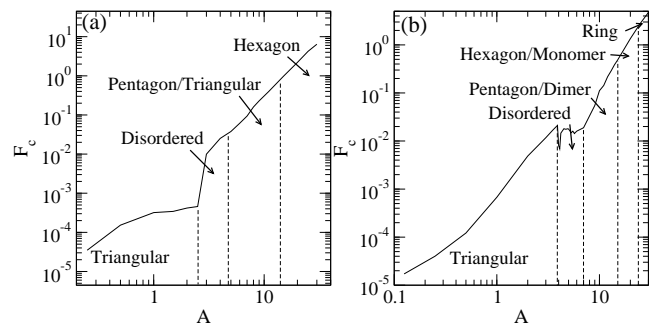 (a)
Hexagon
Pentagon/Triangular
Disordered
Triangular
F_c
10^1
10^0
10^-1
10^-2
10^-3
10^-4
10^-5
1
10
A
(b)
Ring
Hexagon/Monomer
Pentagon/Dimer
Disordered
Triangular
F_c
10^0
10^-1
10^-2
10^-3
10^-4
10^-5
0.1
1
10
A